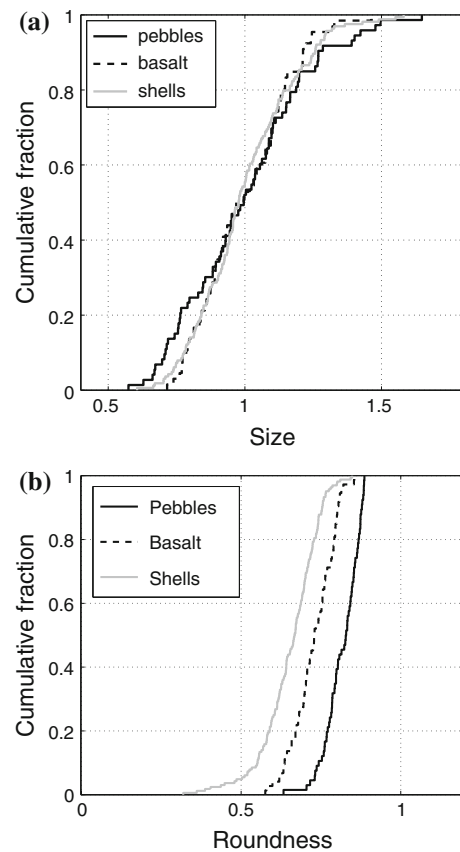 (a)
pebbles
basalt
shells
Cumulative fraction
1
0.8
0.6
0.4
0.2
0
0.5
1
1.5
Size
(b)
Pebbles
Basalt
Shells
Cumulative fraction
1
0.8
0.6
0.4
0.2
0
0
0.5
1
Roundness